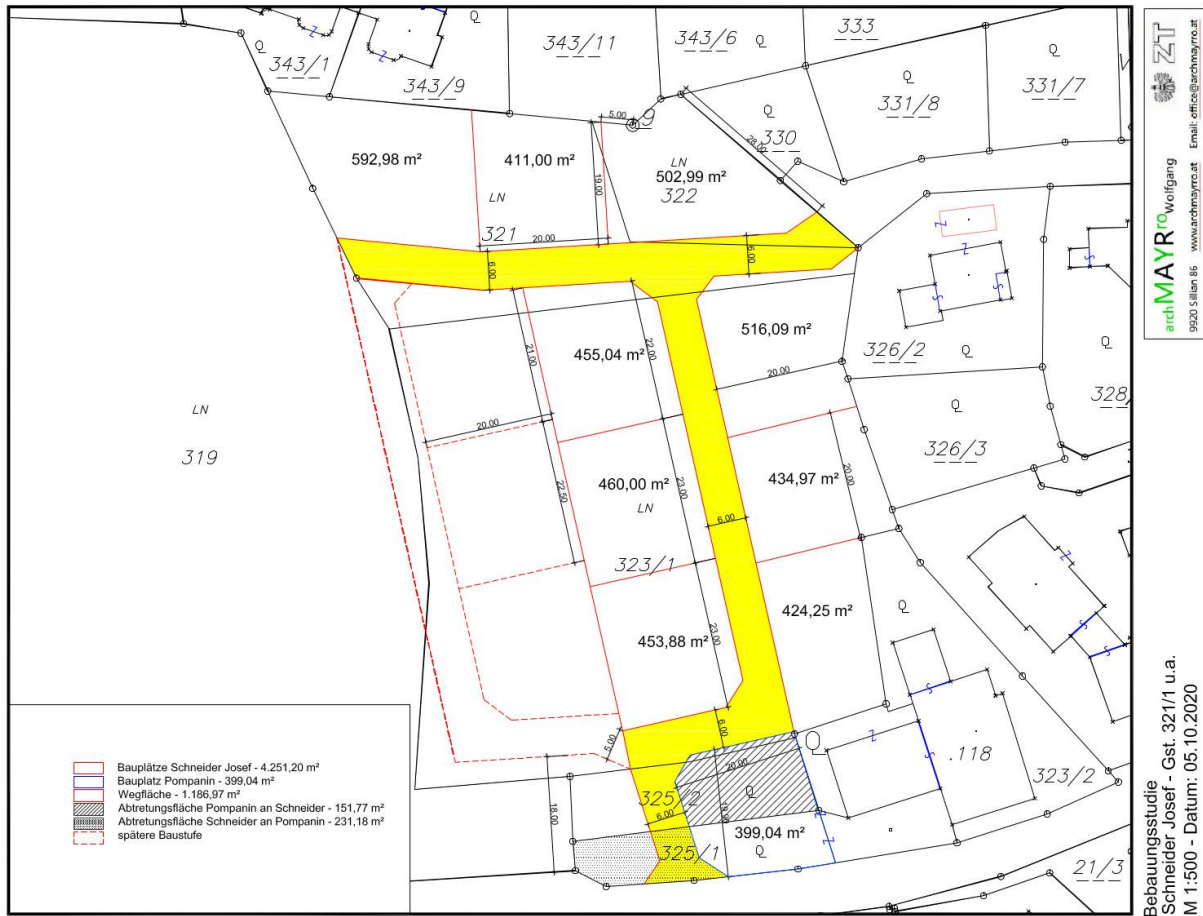 343/1
343/9
343/11
343/6
333
331/8
331/7
330
9
5.00
28.00
592,98 m²
411,00 m²
502,99 m²
LN
LN
322
321
19.00
20.00
6.00
6.00
455,04 m²
516,09 m²
21.00
22.00
20.00
20.00
326/2
328
326/3
LN
319
460,00 m²
434,97 m²
LN
22.50
23.00
20.00
6.00
323/1
453,88 m²
424,25 m²
23.00
6.00
5.00
20.00
.118
323/2
325/2
6.00
19.90
18.00
399,04 m²
325/1
21/3
Bauplätze Schneider Josef - 4.251,20 m²
Bauplatz Pompanin - 399,04 m²
Wegfläche - 1.186,97 m²
Abtretungsfläche Pompanin an Schneider - 151,77 m²
Abtretungsfläche Schneider an Pompanin - 231,18 m²
spätere Baustufe
archMAYRro Wolfgang
ZT
9920 Sillian 86 www.archmayrro.at Email: office@archmayrro.at
Bebauungsstudie
Schneider Josef - Gst. 321/1 u.a.
M 1:500 - Datum: 05.10.2020